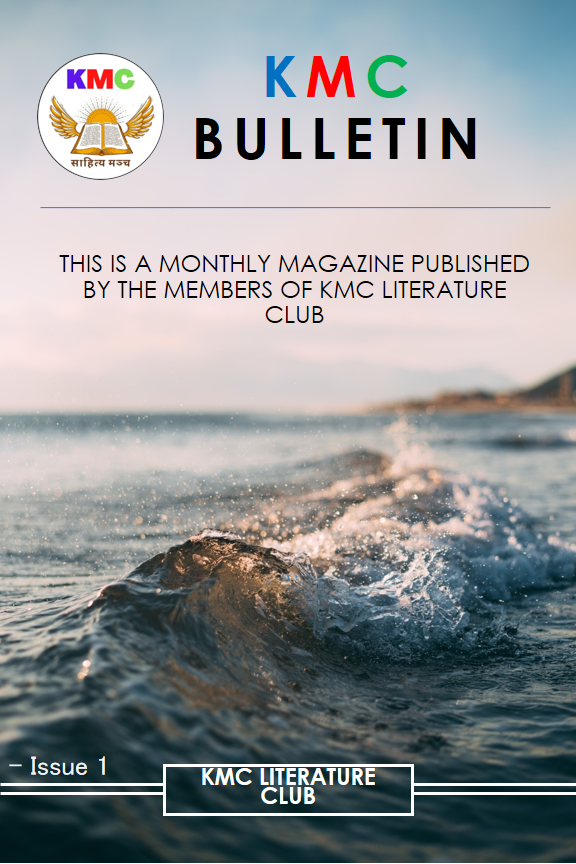 KMC
साहित्य मञ्च
KMC
BULLETIN
THIS IS A MONTHLY MAGAZINE PUBLISHED
BY THE MEMBERS OF KMC LITERATURE
CLUB
– Issue 1
KMC LITERATURE
CLUB